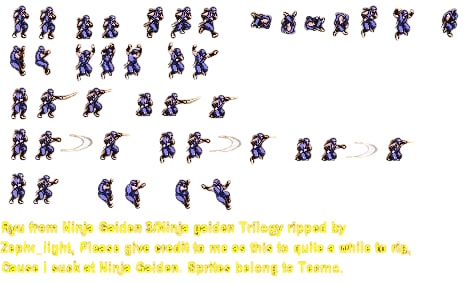 Ryu from Ninja Gaiden 3/Ninja gaiden Trilogy ripped by
Zephr_light, Please give credit to me as this to quite a while to rip,
Cause I suck at Ninja Gaiden. Sprites belong to Tecmo.